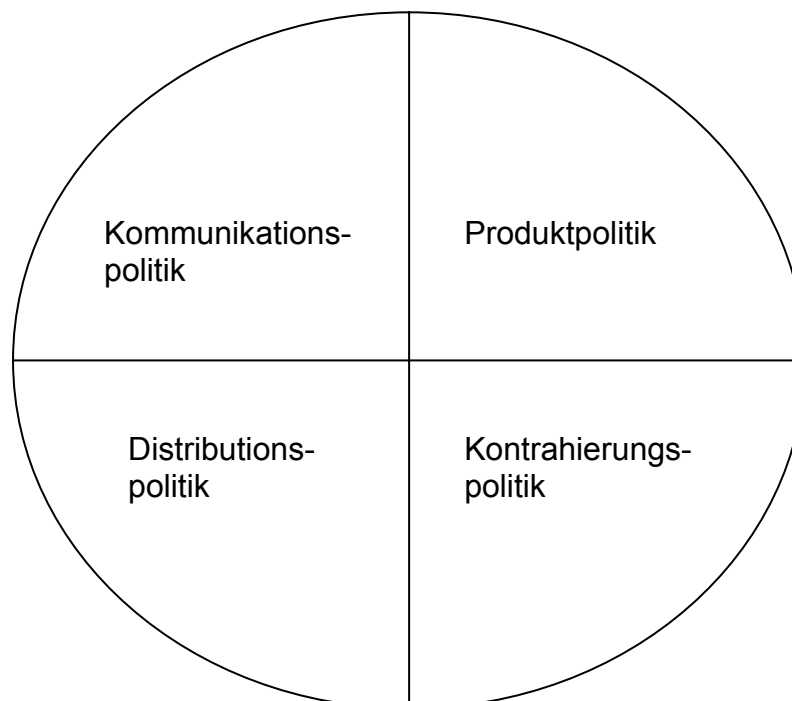 Kommunikations-
politik
Produktpolitik
Distributions-
politik
Kontrahierungs-
politik